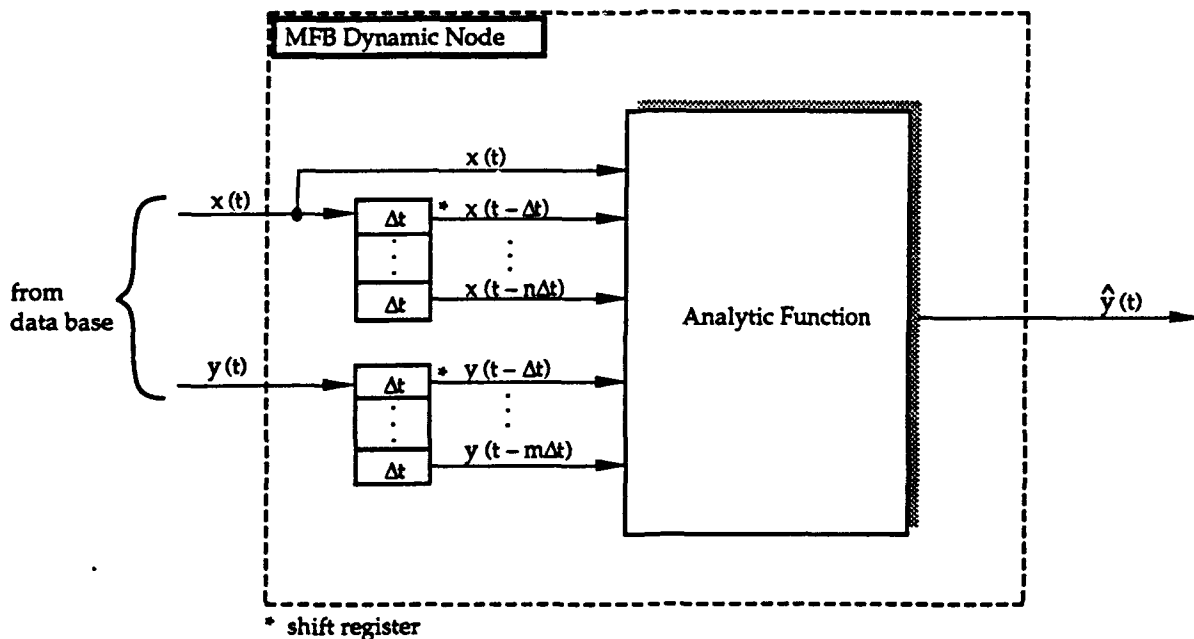 MFB Dynamic Node
x (t)
x (t)
Δt
* x (t – Δt)
Δt
x (t – nΔt)
from
data base
Analytic Function
ŷ (t)
y (t)
Δt
* y (t – Δt)
Δt
y (t – mΔt)
* shift register